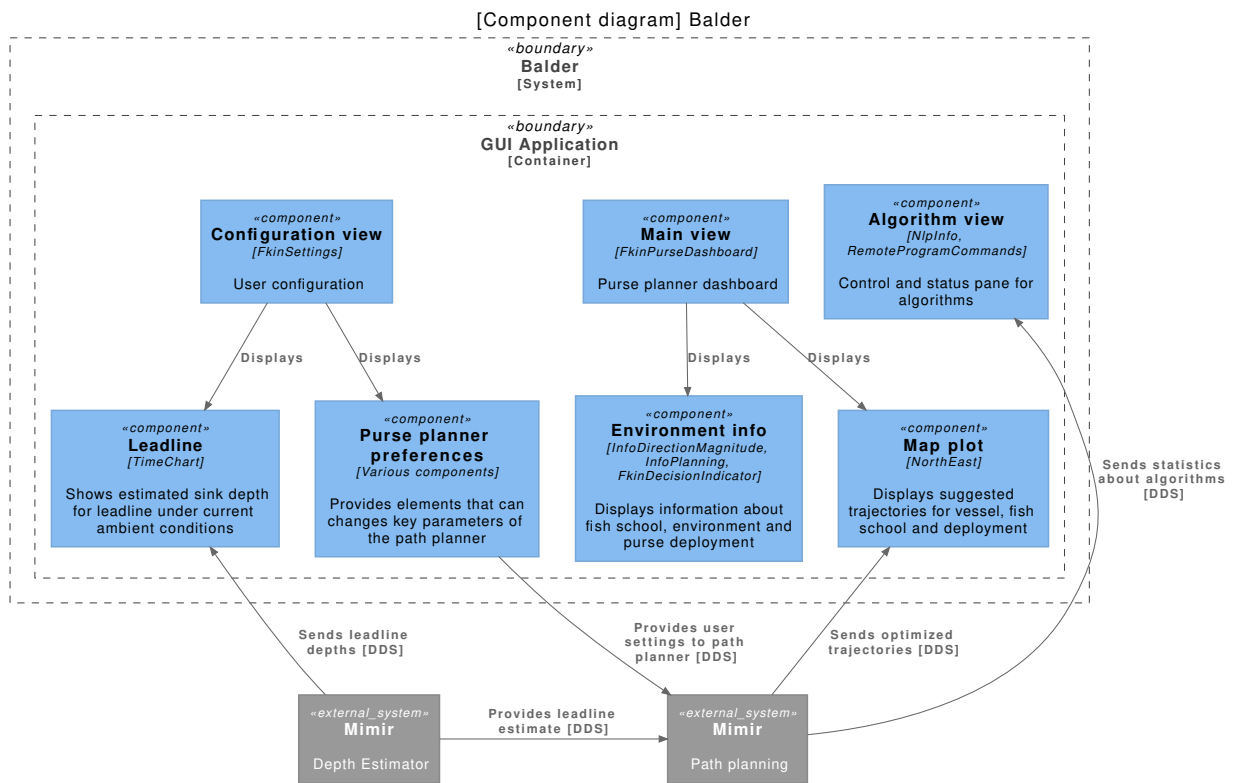 [Component diagram] Balder
«boundary»
Balder
[System]
«boundary»
GUI Application
[Container]
«component»
Configuration view
[FkinSettings]
User configuration
«component»
Main view
[FkinPurseDashboard]
Purse planner dashboard
«component»
Algorithm view
[NlpInfo,
RemoteProgramCommands]
Control and status pane for
algorithms
Displays
Displays
Displays
Displays
«component»
Leadline
[TimeChart]
Shows estimated sink depth
for leadline under current
ambient conditions
«component»
Purse planner
preferences
[Various components]
Provides elements that can
changes key parameters of
the path planner
«component»
Environment info
[InfoDirectionMagnitude,
InfoPlanning,
FkinDecisionIndicator]
Displays information about
fish school, environment and
purse deployment
«component»
Map plot
[NorthEast]
Displays suggested
trajectories for vessel, fish
school and deployment
Sends statistics
about algorithms
[DDS]
Sends leadline
depths [DDS]
Provides user
settings to path
planner [DDS]
Sends optimized
trajectories [DDS]
«external_system»
Mimir
Depth Estimator
Provides leadline
estimate [DDS]
«external_system»
Mimir
Path planning